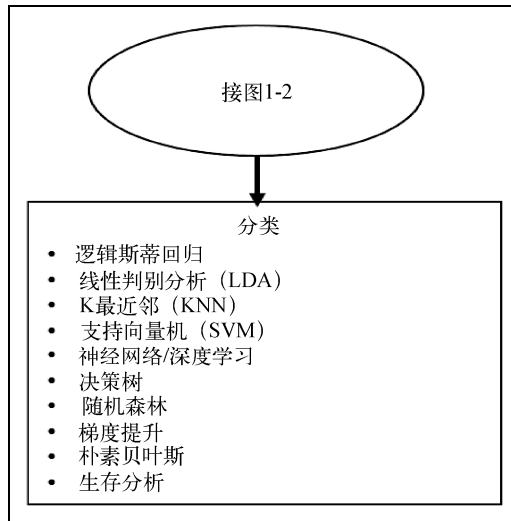 接图1-2
分类
• 逻辑斯蒂回归
• 线性判别分析（LDA）
• K最近邻（KNN）
• 支持向量机（SVM）
• 神经网络/深度学习
• 决策树
• 随机森林
• 梯度提升
• 朴素贝叶斯
• 生存分析